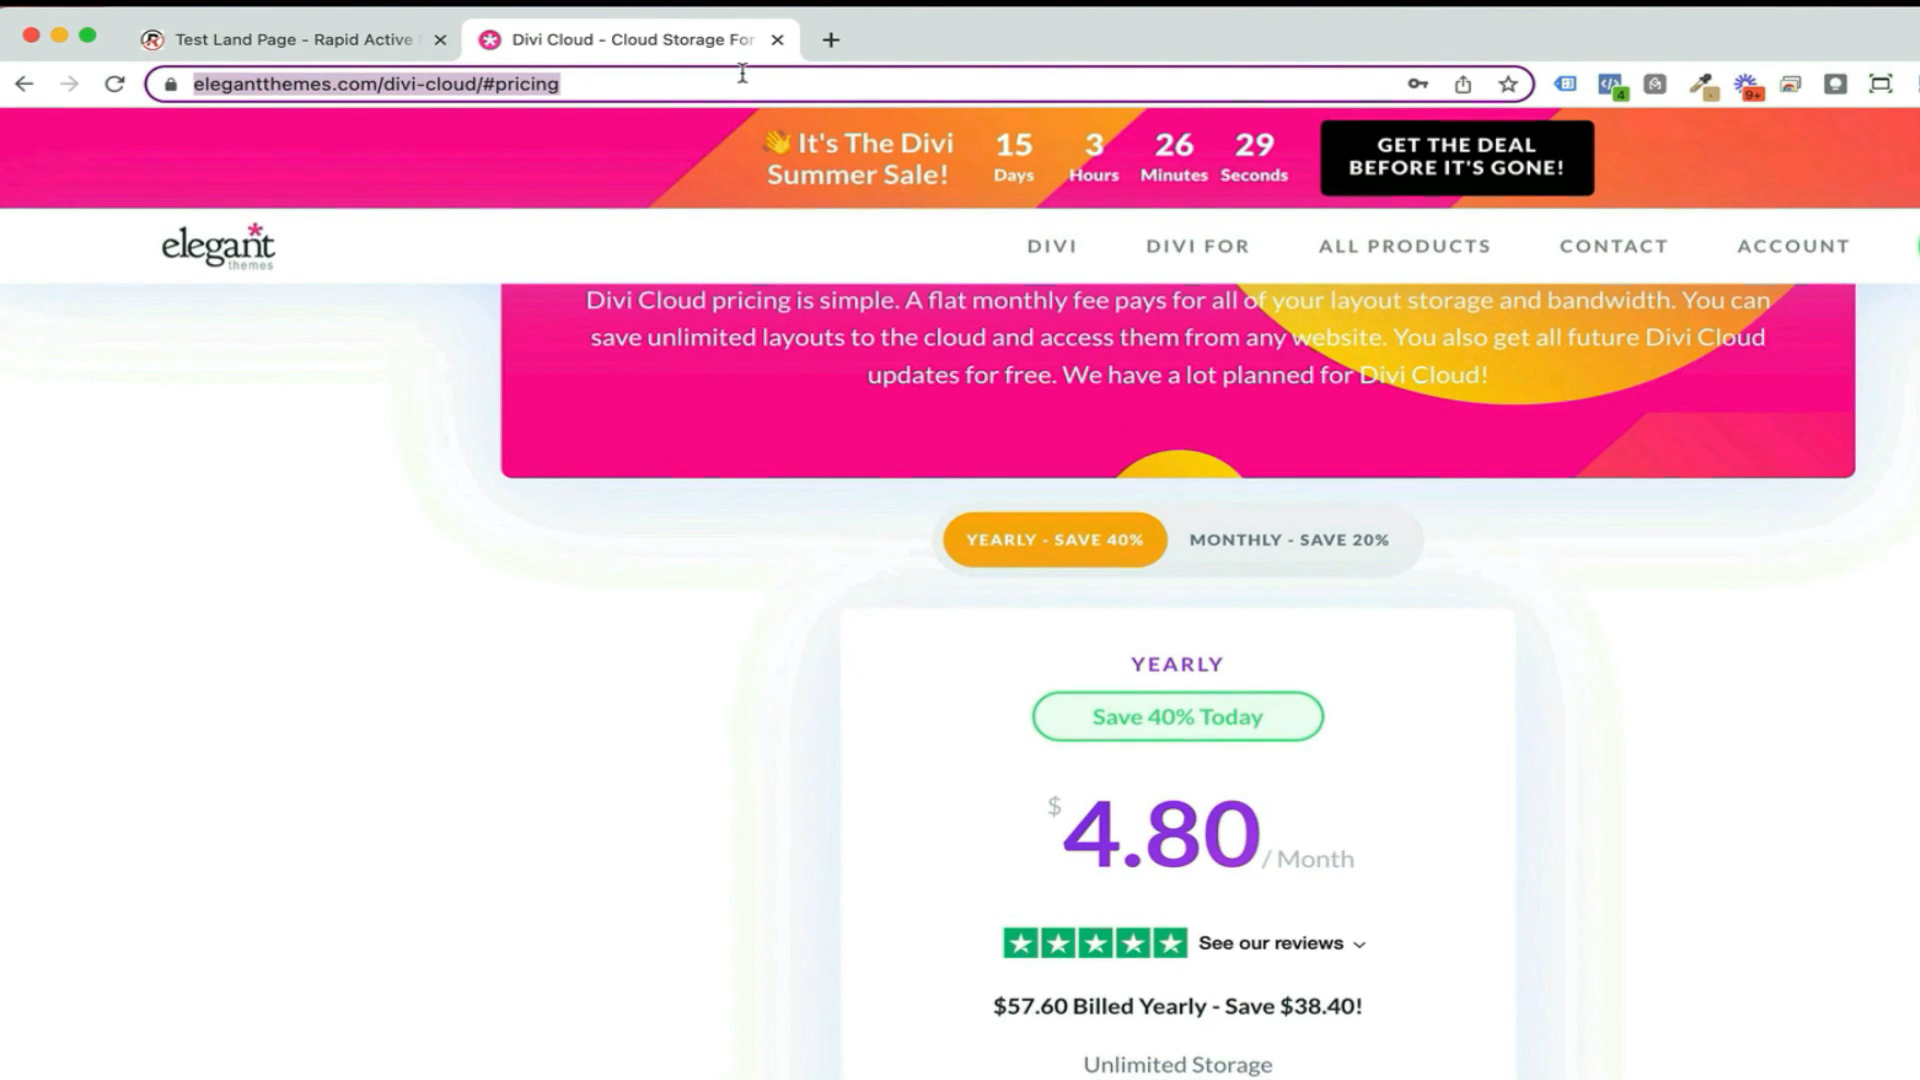 Test Land Page - Rapid Active
Divi Cloud - Cloud Storage For
elegantthemes.com/divi-cloud/#pricing
4
9+
👋 It's The Divi
Summer Sale!
15 3 26 29
Days Hours Minutes Seconds
GET THE DEAL
BEFORE IT'S GONE!
elegant
themes
DIVI DIVI FOR ALL PRODUCTS CONTACT ACCOUNT
Divi Cloud pricing is simple. A flat monthly fee pays for all of your layout storage and bandwidth. You can
save unlimited layouts to the cloud and access them from any website. You also get all future Divi Cloud
updates for free. We have a lot planned for Divi Cloud!
YEARLY - SAVE 40% MONTHLY - SAVE 20%
YEARLY
Save 40% Today
$4.80 / Month
See our reviews
$57.60 Billed Yearly - Save $38.40!
Unlimited Storage